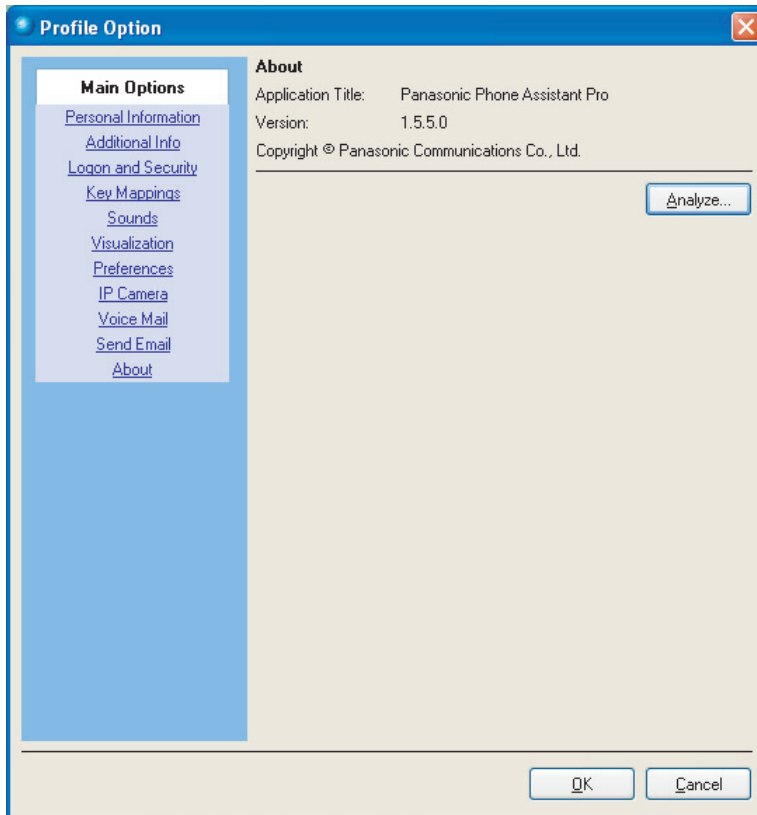 Profile Option
Main Options
Personal Information
Additional Info
Logon and Security
Key Mappings
Sounds
Visualization
Preferences
IP Camera
Voice Mail
Send Email
About
About
Application Title: Panasonic Phone Assistant Pro
Version: 1.5.5.0
Copyright © Panasonic Communications Co., Ltd.
Analyze...
OK Cancel